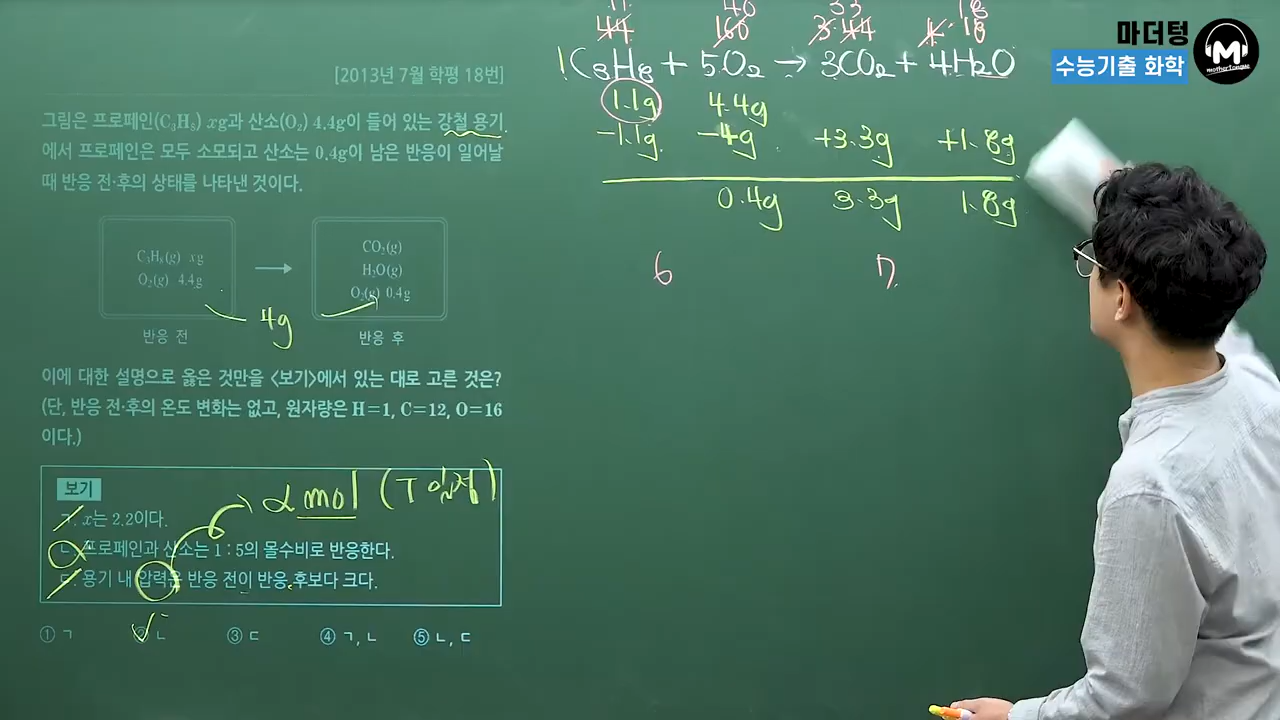 마더텅
수능기출 화학
mothertongue
[2013년 7월 학평 18번]
그림은 프로페인(C₃H₈) xg과 산소(O₂) 4.4g이 들어 있는 강철 용기
에서 프로페인은 모두 소모되고 산소는 0.4g이 남은 반응이 일어날
때 반응 전·후의 상태를 나타낸 것이다.
C₃H₈(g) xg
O₂(g) 4.4g
반응 전
CO₂(g)
H₂O(g)
O₂(g) 0.4g
반응 후
4g
이에 대한 설명으로 옳은 것만을 〈보기〉에서 있는 대로 고른 것은?
(단, 반응 전·후의 온도 변화는 없고, 원자량은 H=1, C=12, O=16
이다.)
보기
ㄱ. x는 2.2이다.
ㄴ. 프로페인과 산소는 1 : 5의 몰수비로 반응한다.
ㄷ. 용기 내 압력은 반응 전이 반응 후보다 크다.
α mol (T 일정)
① ㄱ ② ㄴ ③ ㄷ ④ ㄱ, ㄴ ⑤ ㄴ, ㄷ
11 40 33 18
44 160 3·44 4·18
1C₃H₈ + 5O₂ → 3CO₂ + 4H₂O
1.1g 4.4g
-1.1g -4g +3.3g +1.8g
0.4g 3.3g 1.8g
6 7